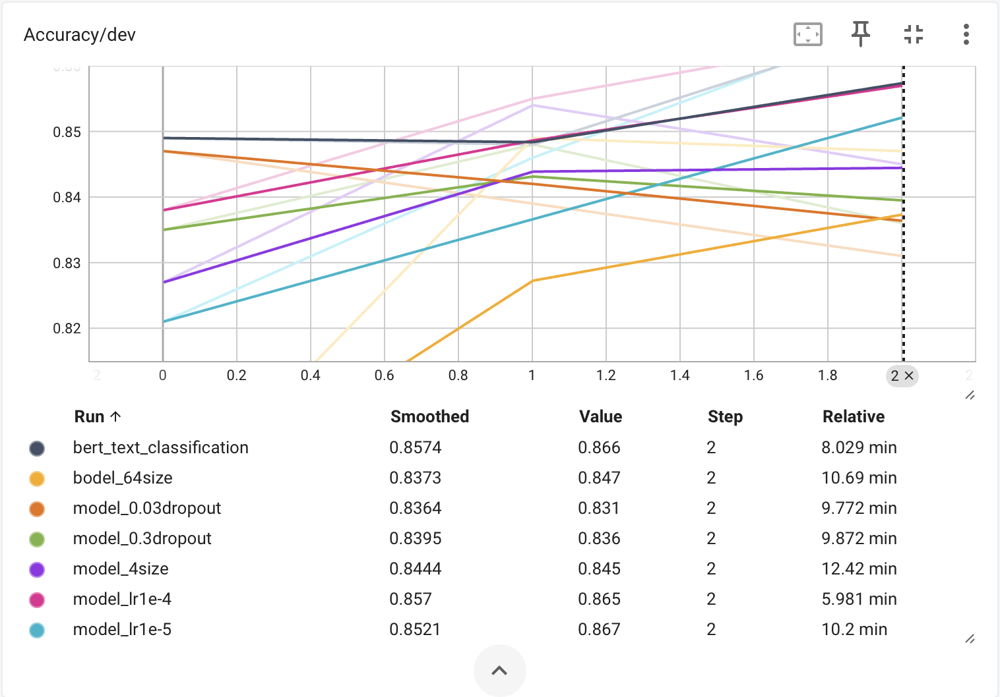 Accuracy/dev
0.86
0.85
0.84
0.83
0.82
2 0 0.2 0.4 0.6 0.8 1 1.2 1.4 1.6 1.8 2 × 2
Run ↑ Smoothed Value Step Relative
bert_text_classification 0.8574 0.866 2 8.029 min
bodel_64size 0.8373 0.847 2 10.69 min
model_0.03dropout 0.8364 0.831 2 9.772 min
model_0.3dropout 0.8395 0.836 2 9.872 min
model_4size 0.8444 0.845 2 12.42 min
model_lr1e-4 0.857 0.865 2 5.981 min
model_lr1e-5 0.8521 0.867 2 10.2 min